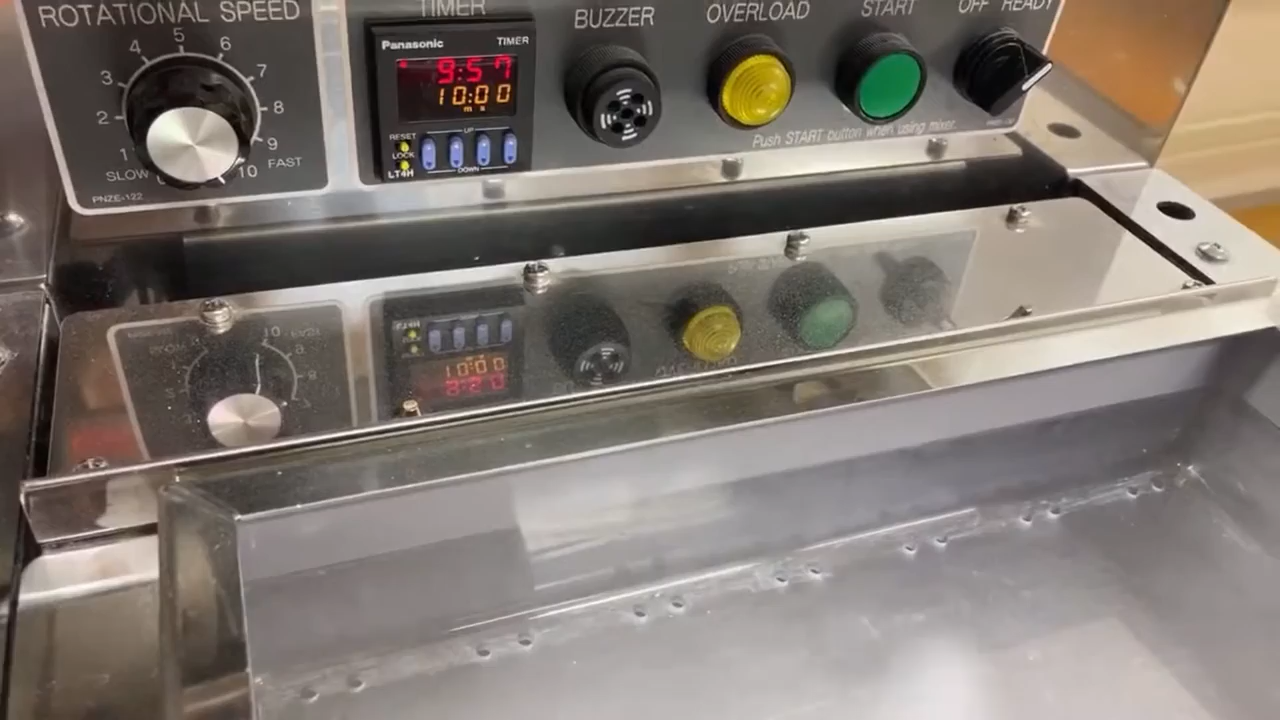 ROTATIONAL SPEED
TIMER
BUZZER
OVERLOAD
START
OFF READY
1
2
3
4
5
6
7
8
9
10
SLOW
FAST
PNZE-122
Panasonic
TIMER
9:57
10:00
m s
RESET
UP
LOCK
DOWN
LT4H
Push START button when using mixer.